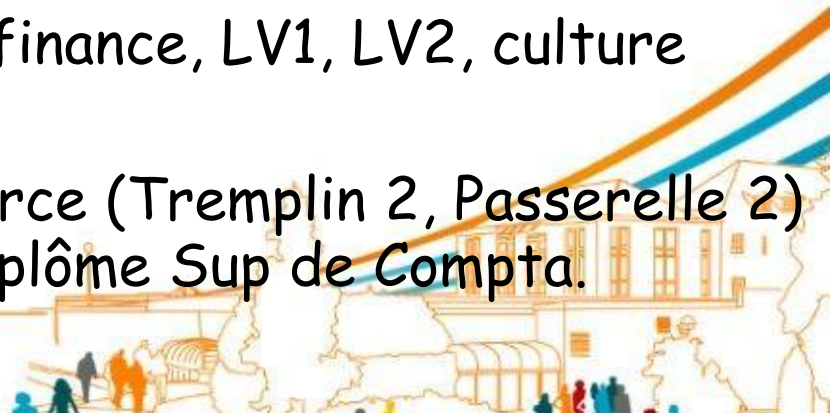 finance, LV1, LV2, culture
rce (Tremplin 2, Passerelle 2)
plôme Sup de Compta.